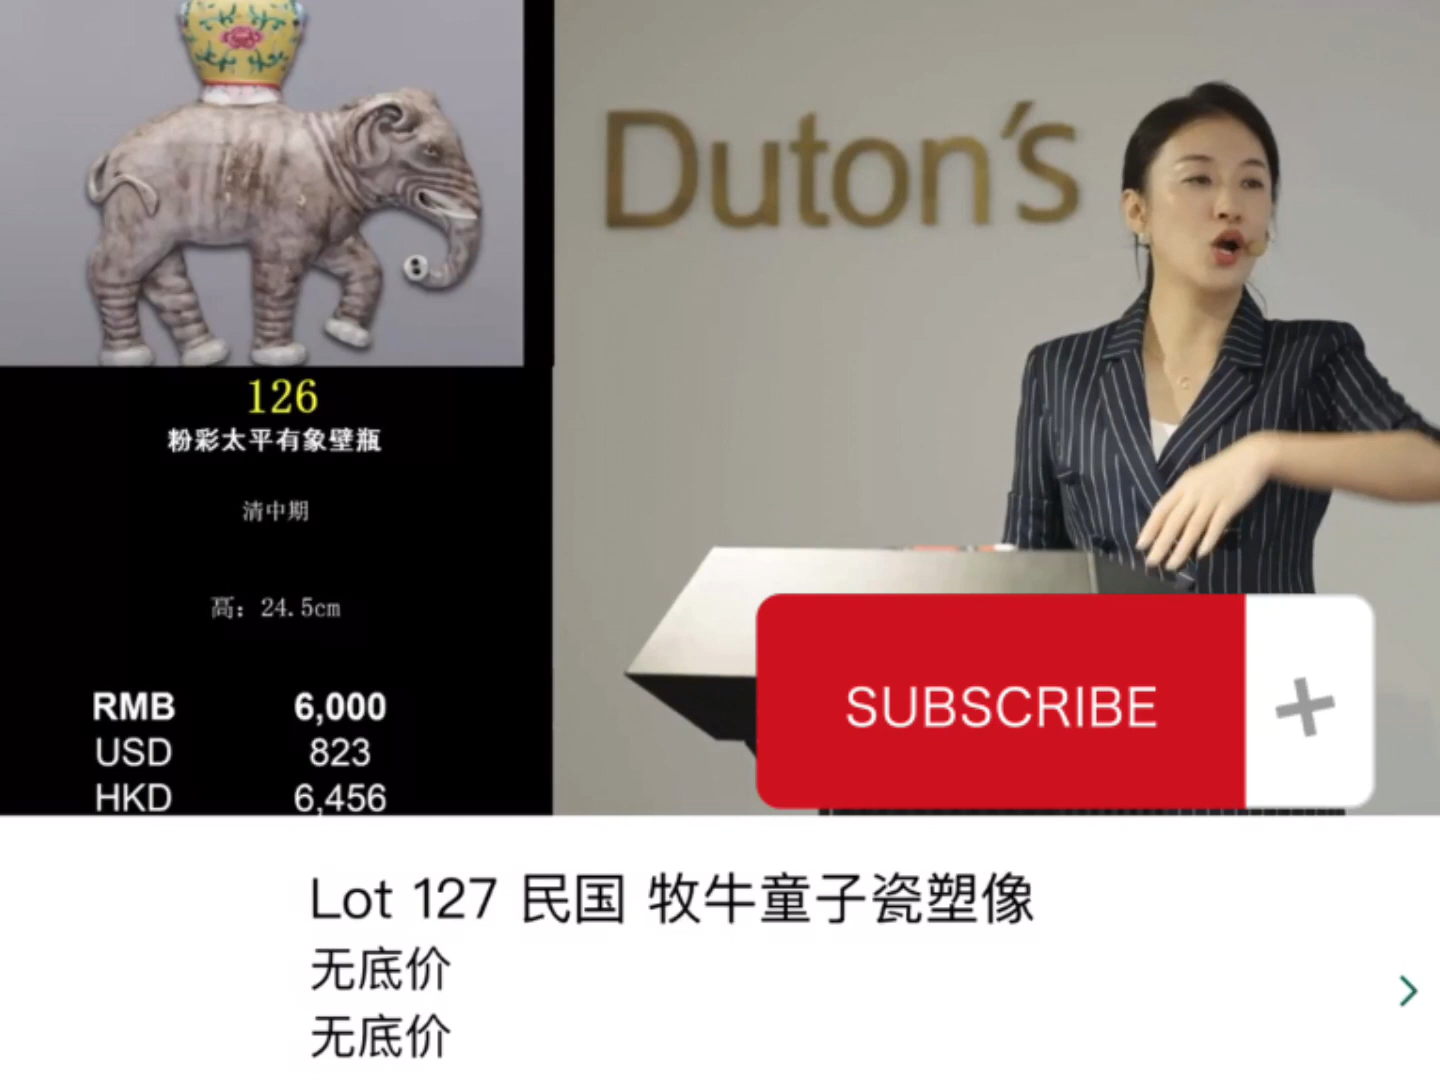 126
粉彩太平有象壁瓶
清中期
高：24.5cm
RMB 6,000
USD 823
HKD 6,456
Duton's
SUBSCRIBE
Lot 127 民国 牧牛童子瓷塑像
无底价
无底价